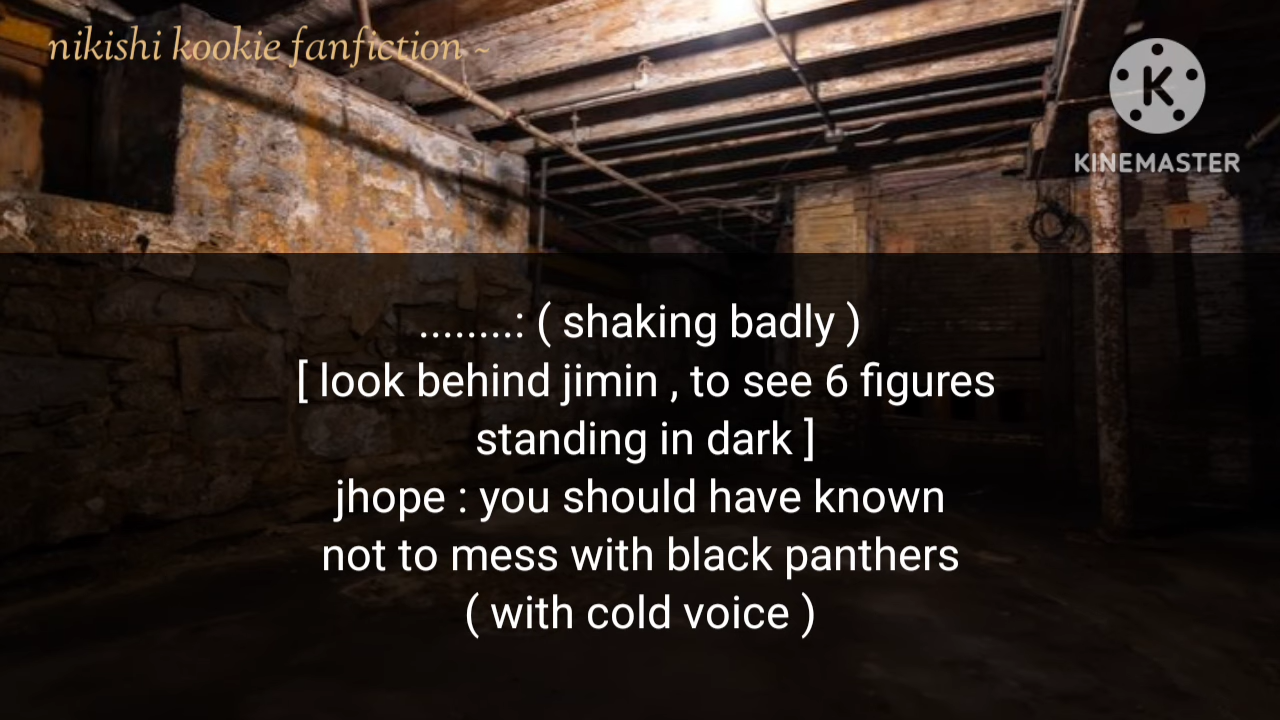 nikishi kookie fanfiction ~
K
KINEMASTER
........: ( shaking badly )
[ look behind jimin , to see 6 figures
standing in dark ]
jhope : you should have known
not to mess with black panthers
( with cold voice )